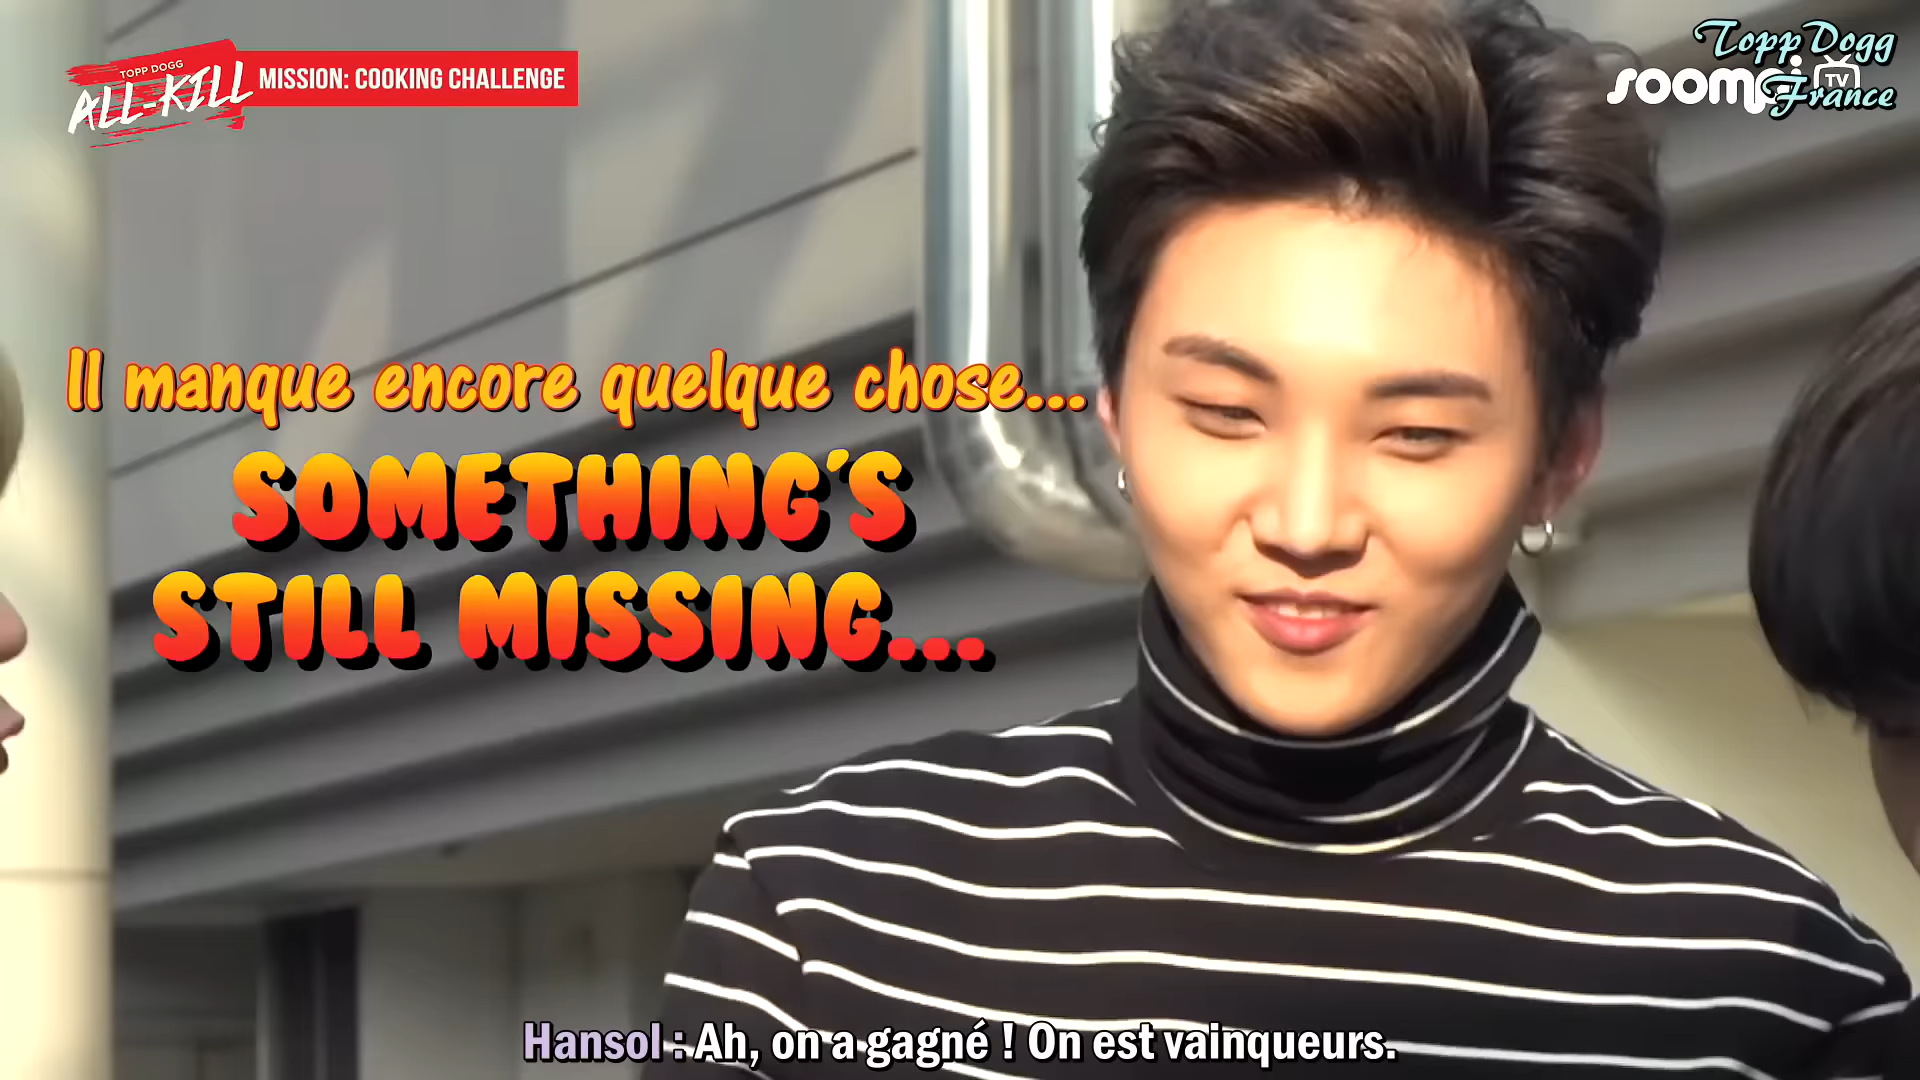 TOPP DOGG
ALL-KILL
MISSION: COOKING CHALLENGE
Topp Dogg
soompi TV
France
Il manque encore quelque chose...
SOMETHING'S
STILL MISSING...
Hansol : Ah, on a gagné ! On est vainqueurs.